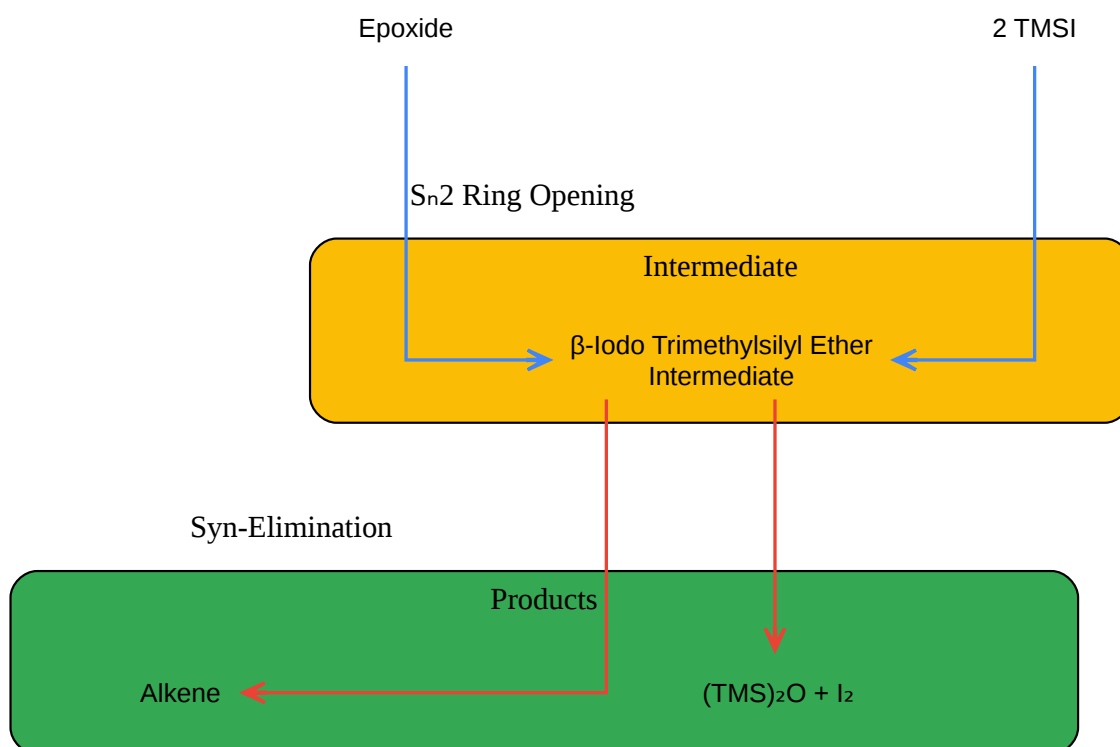 Epoxide
2 TMSI
Sₙ2 Ring Opening
Intermediate
β-Iodo Trimethylsilyl Ether
Intermediate
Syn-Elimination
Products
Alkene
(TMS)₂O + I₂